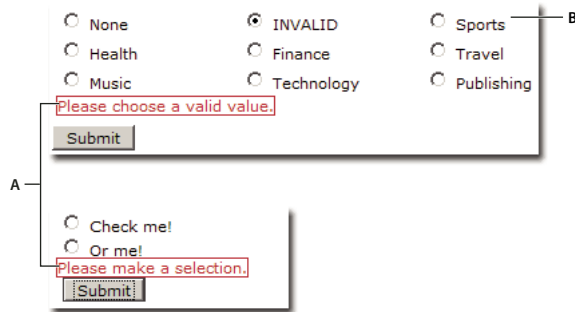 None INVALID Sports B
Health Finance Travel
Music Technology Publishing
Please choose a valid value.
Submit
A
Check me!
Or me!
Please make a selection.
Submit